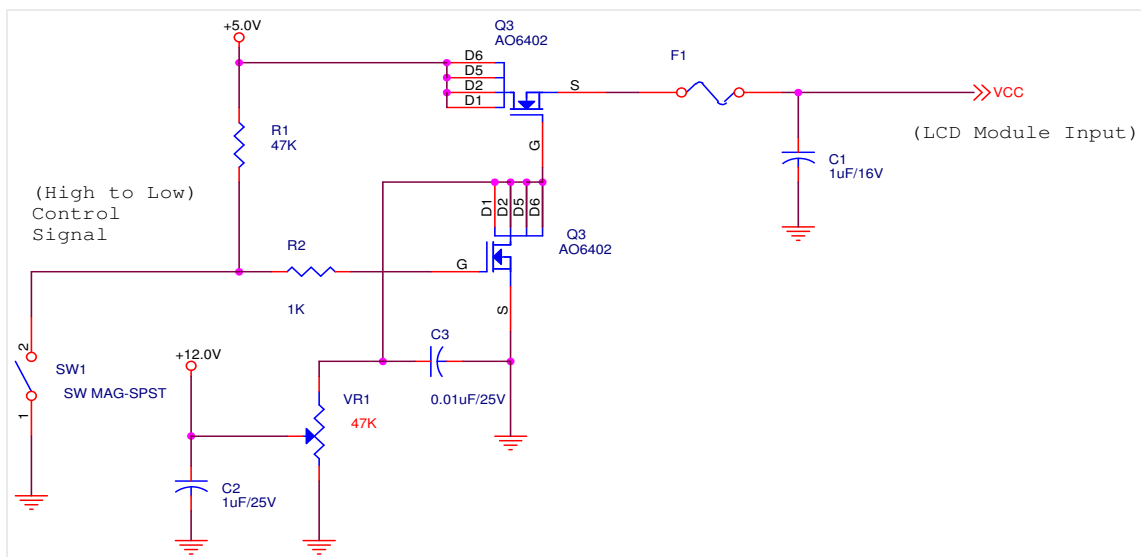 +5.0V
Q3
AO6402
D6
D5
D2
D1
S
G
F1
VCC
(LCD Module Input)
R1
47K
C1
1uF/16V
(High to Low)
Control
Signal
D1
D2
D5
D6
Q3
AO6402
R2
1K
G
S
C3
0.01uF/25V
2
SW1
SW MAG-SPST
1
+12.0V
VR1
47K
C2
1uF/25V